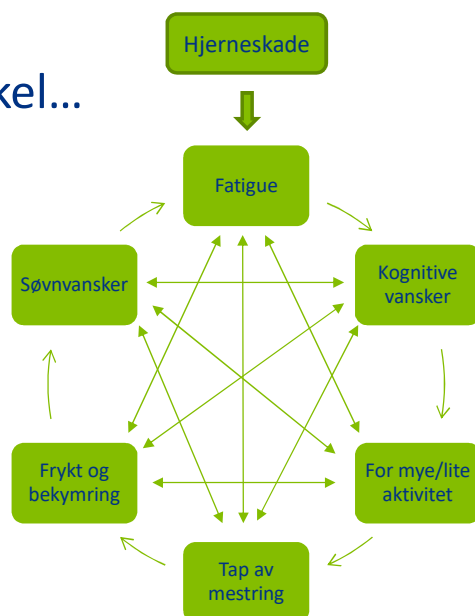 Hjerneskade
kel...
Fatigue
Søvnvansker
Kognitive
vansker
Frykt og
bekymring
For mye/lite
aktivitet
Tap av
mestring